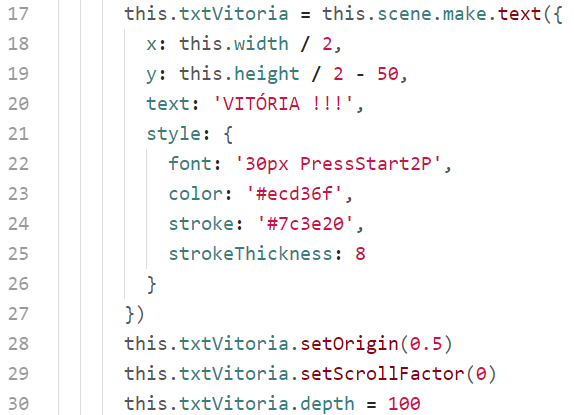 17 this.txtVitoria = this.scene.make.text({
18 x: this.width / 2,
19 y: this.height / 2 - 50,
20 text: 'VITÓRIA !!!',
21 style: {
22 font: '30px PressStart2P',
23 color: '#ecd36f',
24 stroke: '#7c3e20',
25 strokeThickness: 8
26 }
27 })
28 this.txtVitoria.setOrigin(0.5)
29 this.txtVitoria.setScrollFactor(0)
30 this.txtVitoria.depth = 100